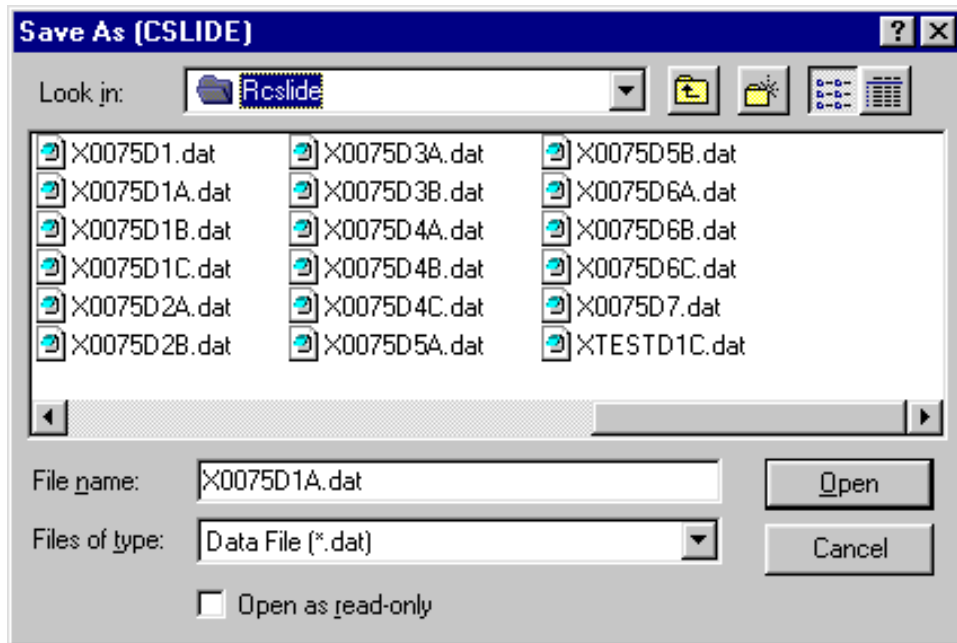 Save As (CSLIDE)
Look in: Rcslide
X0075D1.dat X0075D3A.dat X0075D5B.dat
X0075D1A.dat X0075D3B.dat X0075D6A.dat
X0075D1B.dat X0075D4A.dat X0075D6B.dat
X0075D1C.dat X0075D4B.dat X0075D6C.dat
X0075D2A.dat X0075D4C.dat X0075D7.dat
X0075D2B.dat X0075D5A.dat XTESTD1C.dat
File name: X0075D1A.dat Open
Files of type: Data File (*.dat) Cancel
Open as read-only